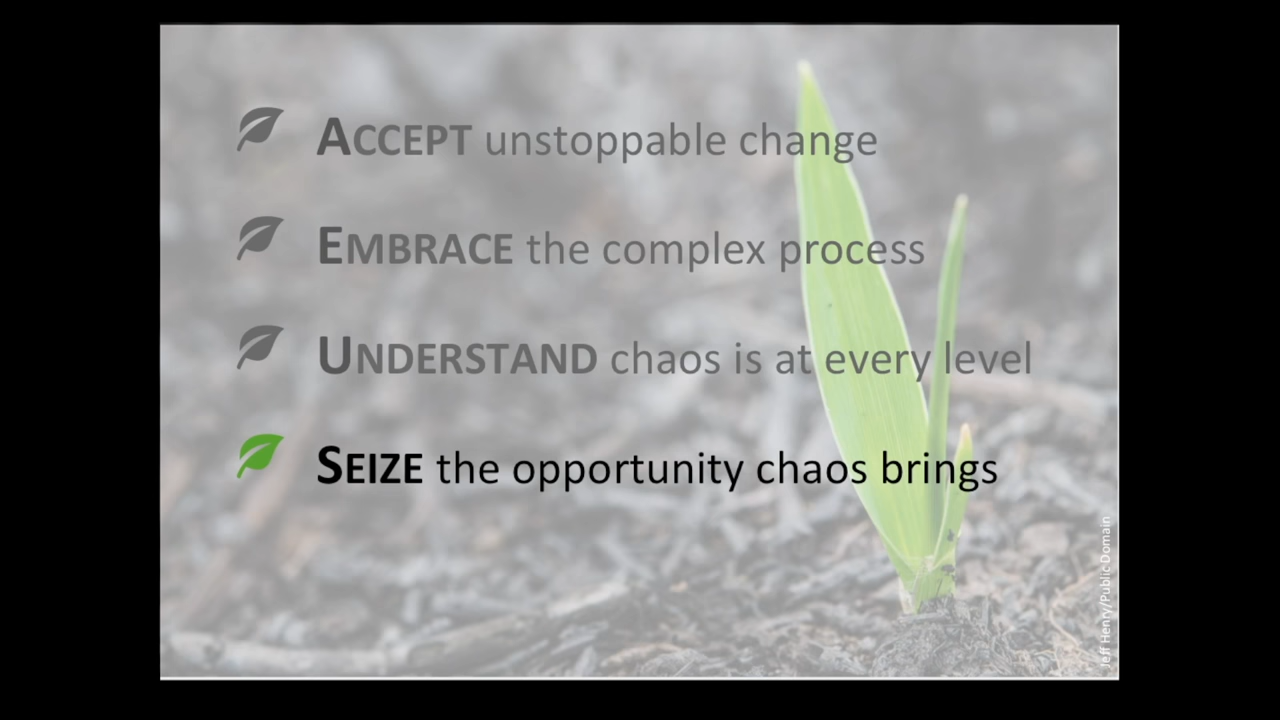 ACCEPT unstoppable change
EMBRACE the complex process
UNDERSTAND chaos is at every level
SEIZE the opportunity chaos brings
Jeff Henry/Public Domain